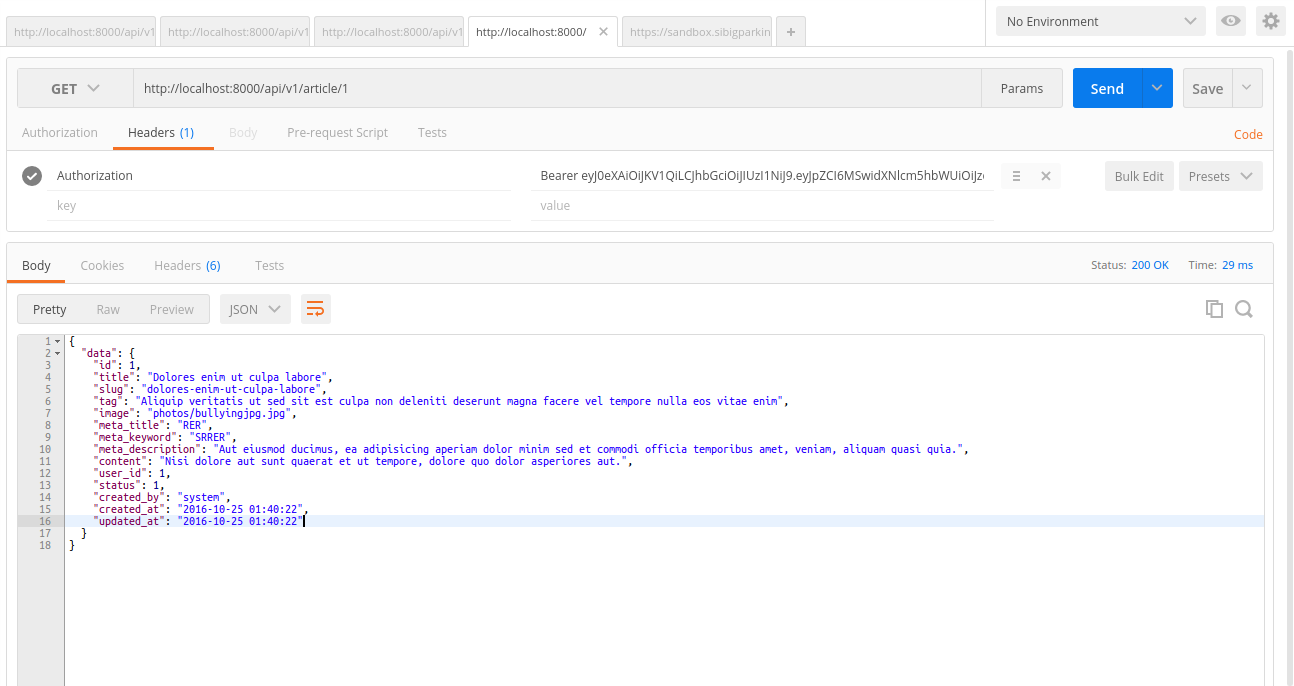 http://localhost:8000/api/v1
http://localhost:8000/api/v1
http://localhost:8000/api/v1
http://localhost:8000/
https://sandbox.sibigparkin
No Environment
GET
http://localhost:8000/api/v1/article/1
Params
Send
Save
Authorization
Headers (1)
Body
Pre-request Script
Tests
Code
Authorization
Bearer eyJ0eXAiOiJKV1QiLCJhbGciOiJIUzI1NiJ9.eyJpZCI6MSwidXNlcm5hbWUiOiJz
Bulk Edit
Presets
key
value
Body
Cookies
Headers (6)
Tests
Status: 200 OK
Time: 29 ms
Pretty
Raw
Preview
JSON
1 {
2 "data": {
3 "id": 1,
4 "title": "Dolores enim ut culpa labore",
5 "slug": "dolores-enim-ut-culpa-labore",
6 "tag": "Aliquip veritatis ut sed sit est culpa non deleniti deserunt magna facere vel tempore nulla eos vitae enim",
7 "image": "photos/bullyingjpg.jpg",
8 "meta_title": "RER",
9 "meta_keyword": "SRRER",
10 "meta_description": "Aut eiusmod ducimus, ea adipisicing aperiam dolor minim sed et commodi officia temporibus amet, veniam, aliquam quasi quia.",
11 "content": "Nisi dolore aut sunt quaerat et ut tempore, dolore quo dolor asperiores aut.",
12 "user_id": 1,
13 "status": 1,
14 "created_by": "system",
15 "created_at": "2016-10-25 01:40:22",
16 "updated_at": "2016-10-25 01:40:22"
17 }
18 }